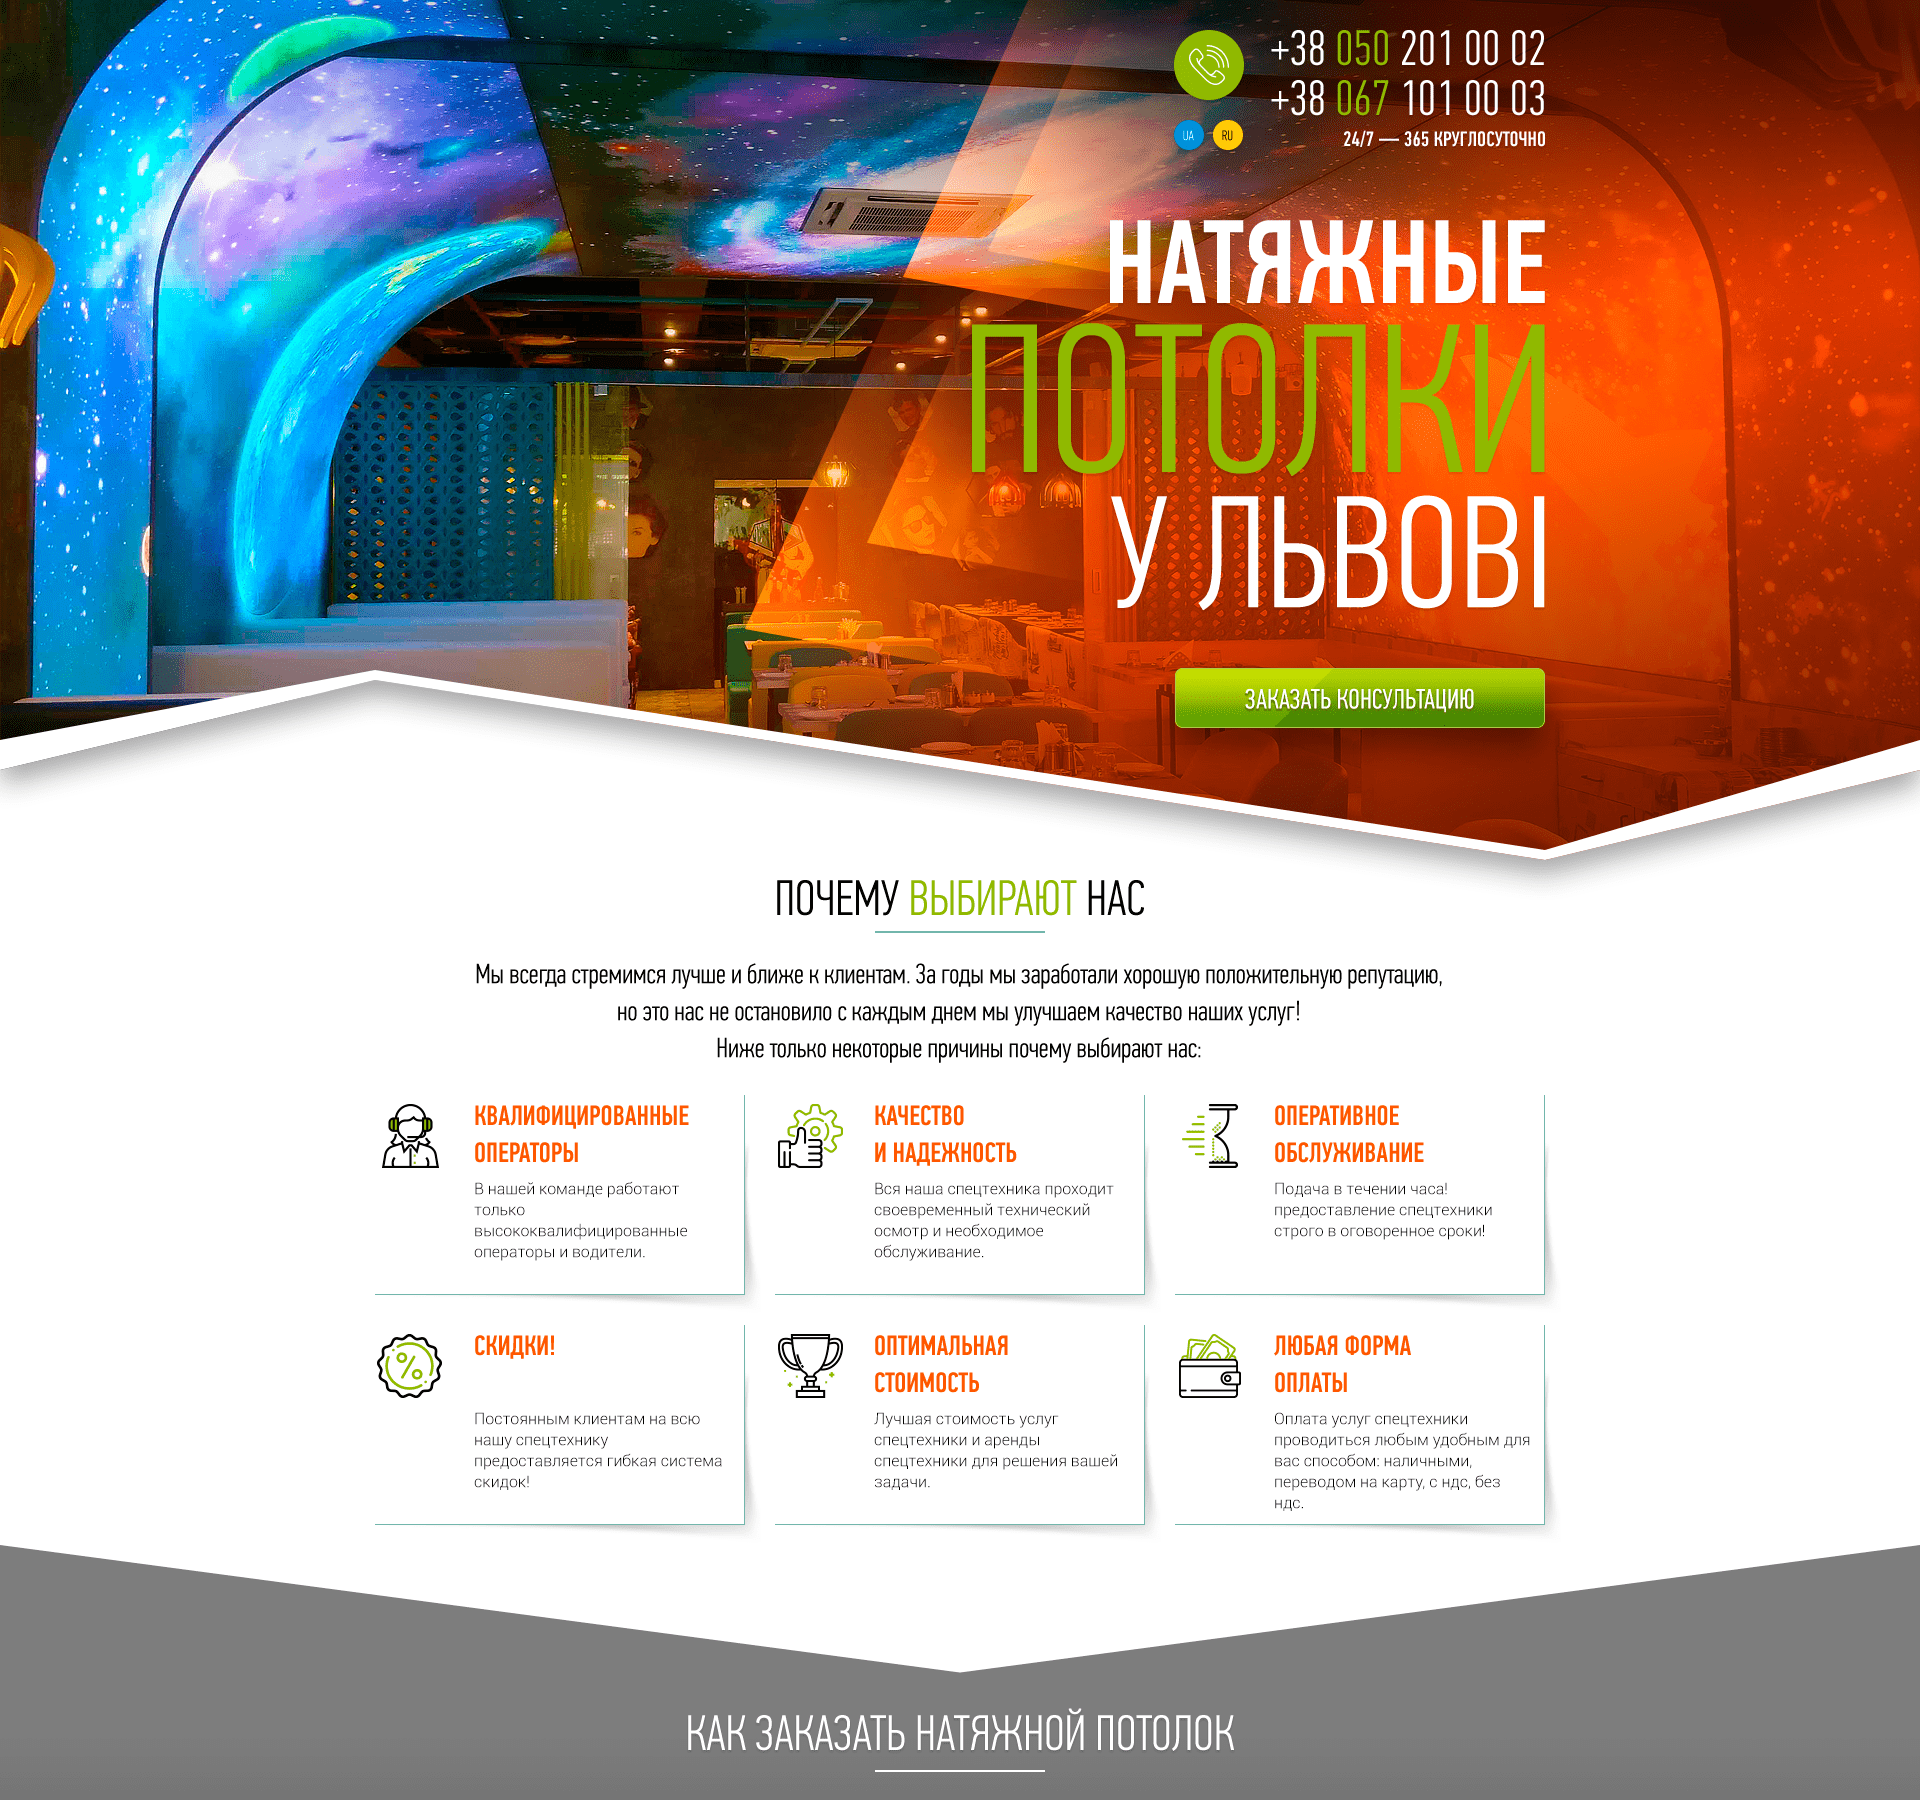 +38 050 201 00 02
+38 067 101 00 03
UA RU
24/7 — 365 КРУГЛОСУТОЧНО
НАТЯЖНЫЕ
ПОТОЛКИ
У ЛЬВОВІ
ЗАКАЗАТЬ КОНСУЛЬТАЦИЮ
ПОЧЕМУ ВЫБИРАЮТ НАС
Мы всегда стремимся лучше и ближе к клиентам. За годы мы заработали хорошую положительную репутацию,
но это нас не остановило с каждым днем мы улучшаем качество наших услуг!
Ниже только некоторые причины почему выбирают нас:
КВАЛИФИЦИРОВАННЫЕ
ОПЕРАТОРЫ
В нашей команде работают
только
высококвалифицированные
операторы и водители.
КАЧЕСТВО
И НАДЕЖНОСТЬ
Вся наша спецтехника проходит
своевременный технический
осмотр и необходимое
обслуживание.
ОПЕРАТИВНОЕ
ОБСЛУЖИВАНИЕ
Подача в течении часа!
предоставление спецтехники
строго в оговоренное сроки!
СКИДКИ!
Постоянным клиентам на всю
нашу спецтехнику
предоставляется гибкая система
скидок!
ОПТИМАЛЬНАЯ
СТОИМОСТЬ
Лучшая стоимость услуг
спецтехники и аренды
спецтехники для решения вашей
задачи.
ЛЮБАЯ ФОРМА
ОПЛАТЫ
Оплата услуг спецтехники
проводиться любым удобным для
вас способом: наличными,
переводом на карту, с ндс, без
ндс.
КАК ЗАКАЗАТЬ НАТЯЖНОЙ ПОТОЛОК